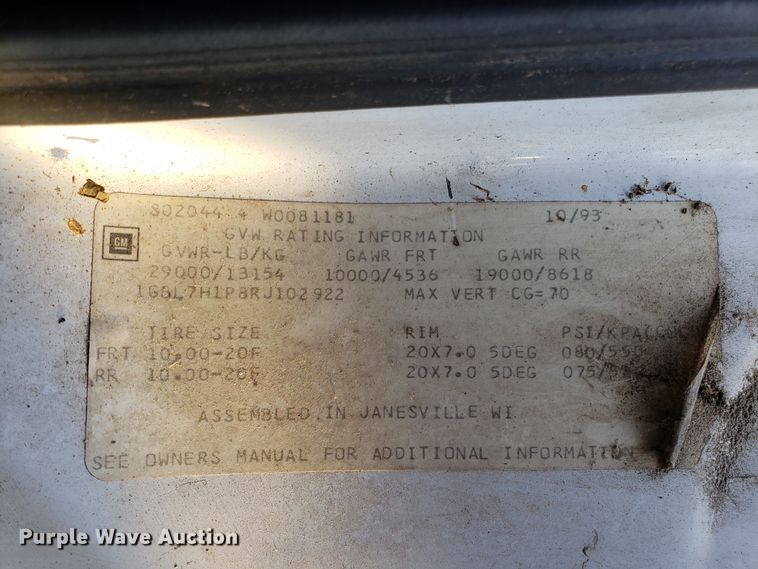 S02044 4 W0081181 10/93
GM
GVW RATING INFORMATION
GVWR-LB/KG GAWR FRT GAWR RR
29000/13154 10000/4536 19000/8618
1GBL7H1P8RJ102922 MAX VERT CG=70
TIRE SIZE RIM PSI/KPA(COLD
FRT 10.00-20F 20X7.0 5DEG 080/550
RR 10.00-20F 20X7.0 5DEG
ASSEMBLED IN JANESVILLE WI
SEE OWNERS MANUAL FOR ADDITIONAL INFORMATION
Purple Wave Auction